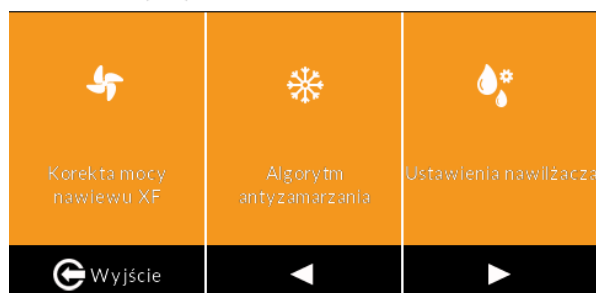 Korekta mocy
nawiewu XF
Algorytm
antyzamarzania
Ustawienia nawilżacza
Wyjście